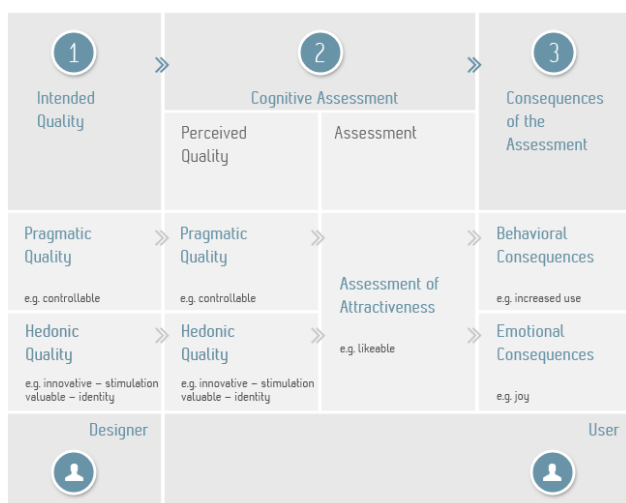 1
2
3
Intended
Quality
Cognitive Assessment
Consequences
of the
Assessment
Perceived
Quality
Assessment
Pragmatic
Quality
e.g. controllable
Pragmatic
Quality
e.g. controllable
Assessment of
Attractiveness
e.g. likeable
Behavioral
Consequences
e.g. increased use
Hedonic
Quality
e.g. innovative – stimulation
valuable – identity
Hedonic
Quality
e.g. innovative – stimulation
valuable – identity
Emotional
Consequences
e.g. joy
Designer
User